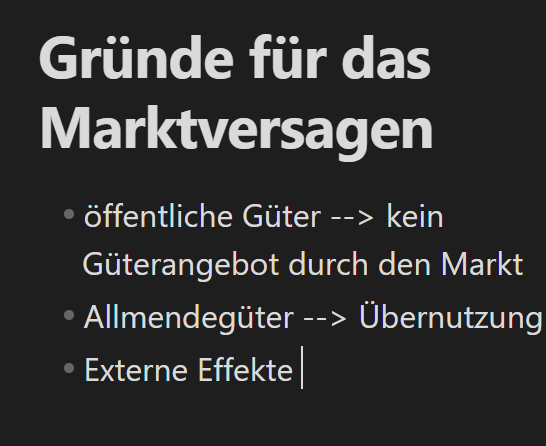 Gründe für das
Marktversagen
öffentliche Güter --> kein
Güterangebot durch den Markt
Allmendegüter --> Übernutzung
Externe Effekte